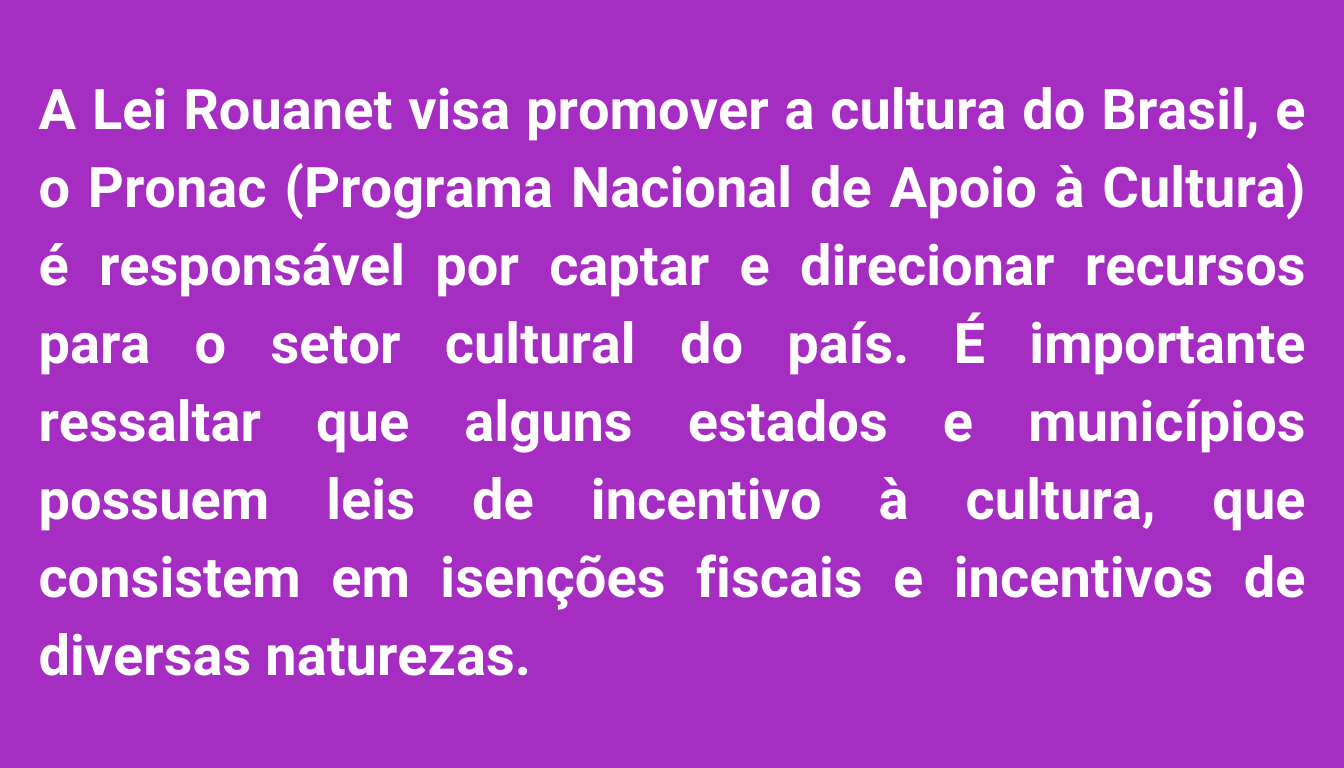 A Lei Rouanet visa promover a cultura do Brasil, e
o Pronac (Programa Nacional de Apoio à Cultura)
é responsável por captar e direcionar recursos
para o setor cultural do país. É importante
ressaltar que alguns estados e municípios
possuem leis de incentivo à cultura, que
consistem em isenções fiscais e incentivos de
diversas naturezas.